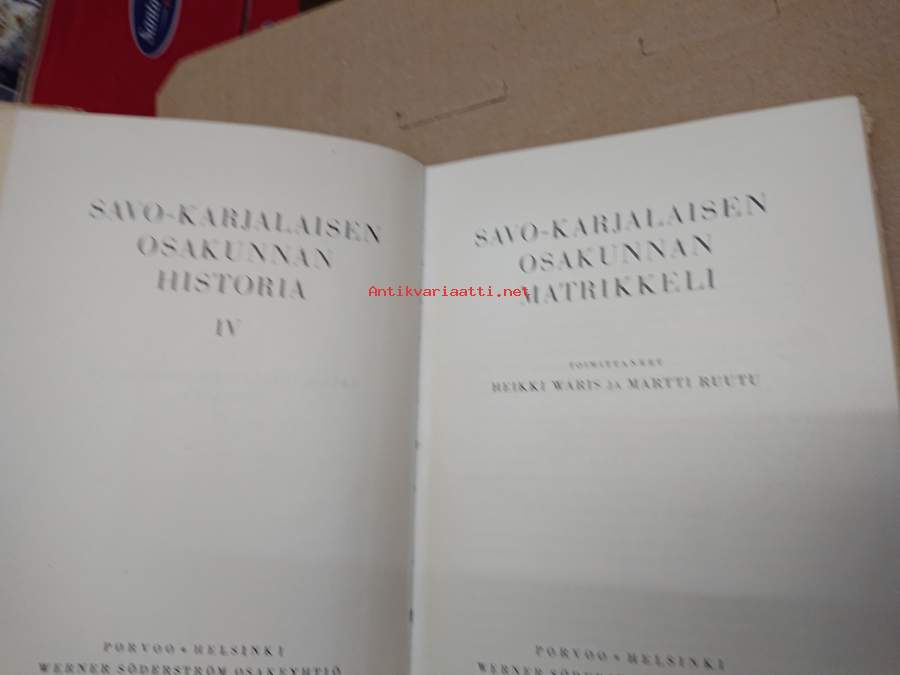 SAVO-KARJALAISEN
OSAKUNNAN
HISTORIA
IV
PORVOO * HELSINKI
WERNER SÖDERSTRÖM OSAKEYHTIÖ
SAVO-KARJALAISEN
OSAKUNNAN
MATRIKKELI
TOIMITTANEET
HEIKKI WARIS JA MARTTI RUUTU
PORVOO * HELSINKI
WERNER
Antikvariaatti.net